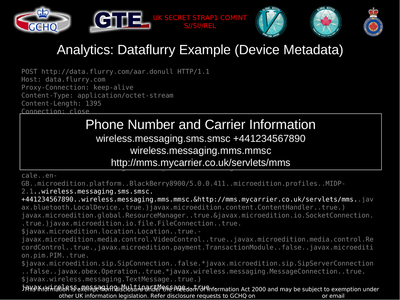 GCHQ
GTE
UK SECRET STRAP1 COMINT
Analytics: Dataflurry Example (Device Metadata)
POST http://data.flurry.com/aar.donull HTTP/1.1
Host: data.flurry.com
Proxy-Connection: keep-alive
Content-Type: application/octet-stream
Content-Length: 1395
Connection: close
Phone Number and Carrier Information
wireless.messaging.sms.smsc +441234567890
wireless.messaging.mms.mmsc
http://mms.mycarrier.co.uk/servlets/mms
cale..en-
GB..microedition.platform..BlackBerry8900/5.0.0.411..microedition.profiles..MIDP-
2.1..wireless.messaging.sms.smsc.
+441234567890..wireless.messaging.mms.mmsc.&http://mms.mycarrier.co.uk/servlets/mms..jav
ax.bluetooth.LocalDevice..true.)javax.microedition.content.ContentHandler..true.)
javax.microedition.global.ResourceManager..true.&javax.microedition.io.SocketConnection.
.true.(javax.microedition.io.file.FileConnection..true.
$javax.microedition.location.Location..true.-
javax.microedition.media.control.VideoControl..true..javax.microedition.media.control.Re
cordControl..true.,javax.microedition.payment.TransactionModule..false..javax.microediti
on.pim.PIM..true.
$javax.microedition.sip.SipConnection..false.*javax.microedition.sip.SipServerConnection
..false..javax.obex.Operation..true.*javax.wireless.messaging.MessageConnection..true.
$javax.wireless.messaging.TextMessage..true.)
javax.wireless.messaging.MultipartMessage..true
This information is exempt from disclosure under the Freedom of Information Act 2000 and may be subject to exemption under
other UK information legislation. Refer disclosure requests to GCHQ on or email